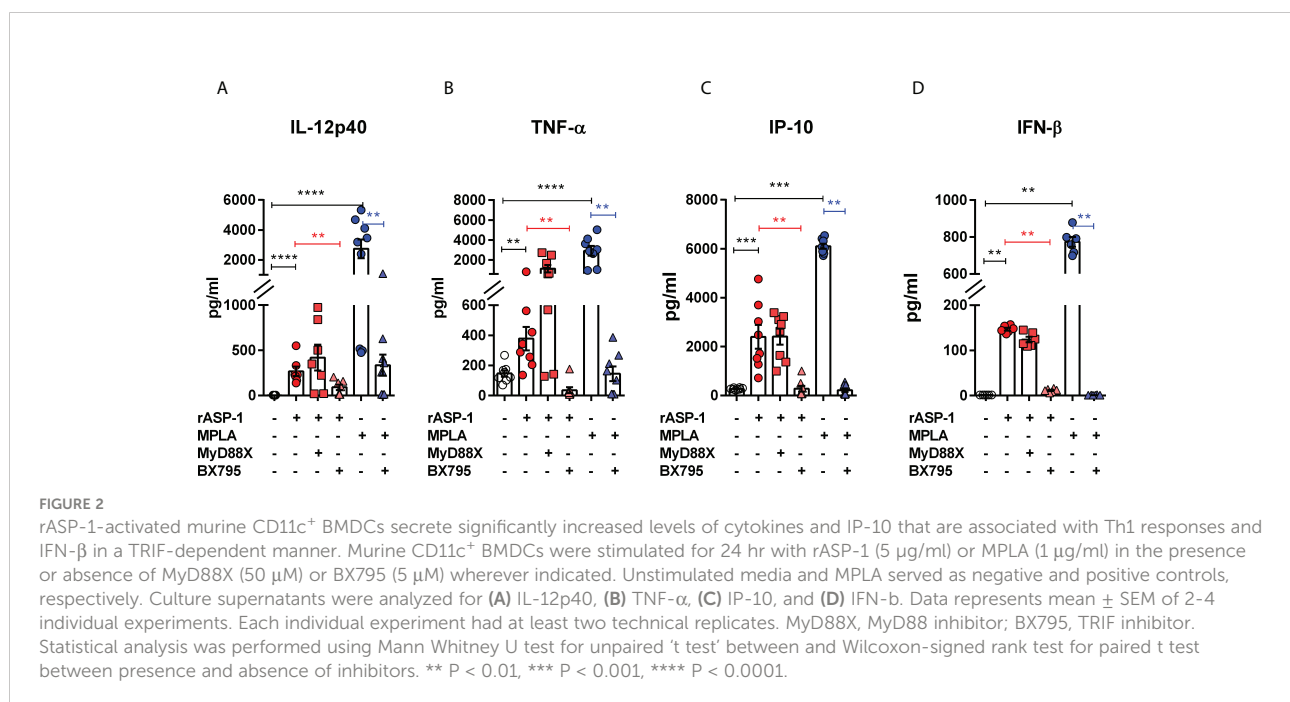 A
B
C
D
IL-12p40
TNF-α
IP-10
IFN-β
pg/ml
6000
5000
4000
3000
2000
1000
500
0
****
****
**
**
pg/ml
8000
6000
4000
2000
600
400
200
0
****
**
**
**
pg/ml
8000
6000
4000
2000
0
***
***
**
**
pg/ml
1000
800
600
200
150
100
50
0
**
**
**
**
rASP-1 - + + + - -
MPLA - - - - + +
MyD88X - - + - - -
BX795 - - - + - +
rASP-1 - + + + - -
MPLA - - - - + +
MyD88X - - + - - -
BX795 - - - + - +
rASP-1 - + + + - -
MPLA - - - - + +
MyD88X - - + - - -
BX795 - - - + - +
rASP-1 - + + + - -
MPLA - - - - + +
MyD88X - - + - - -
BX795 - - - + - +
FIGURE 2
rASP-1-activated murine CD11c+ BMDCs secrete significantly increased levels of cytokines and IP-10 that are associated with Th1 responses and
IFN-β in a TRIF-dependent manner. Murine CD11c+ BMDCs were stimulated for 24 hr with rASP-1 (5 µg/ml) or MPLA (1 µg/ml) in the presence
or absence of MyD88X (50 µM) or BX795 (5 µM) wherever indicated. Unstimulated media and MPLA served as negative and positive controls,
respectively. Culture supernatants were analyzed for (A) IL-12p40, (B) TNF-α, (C) IP-10, and (D) IFN-b. Data represents mean ± SEM of 2-4
individual experiments. Each individual experiment had at least two technical replicates. MyD88X, MyD88 inhibitor; BX795, TRIF inhibitor.
Statistical analysis was performed using Mann Whitney U test for unpaired ‘t test’ between and Wilcoxon-signed rank test for paired t test
between presence and absence of inhibitors. ** P < 0.01, *** P < 0.001, **** P < 0.0001.